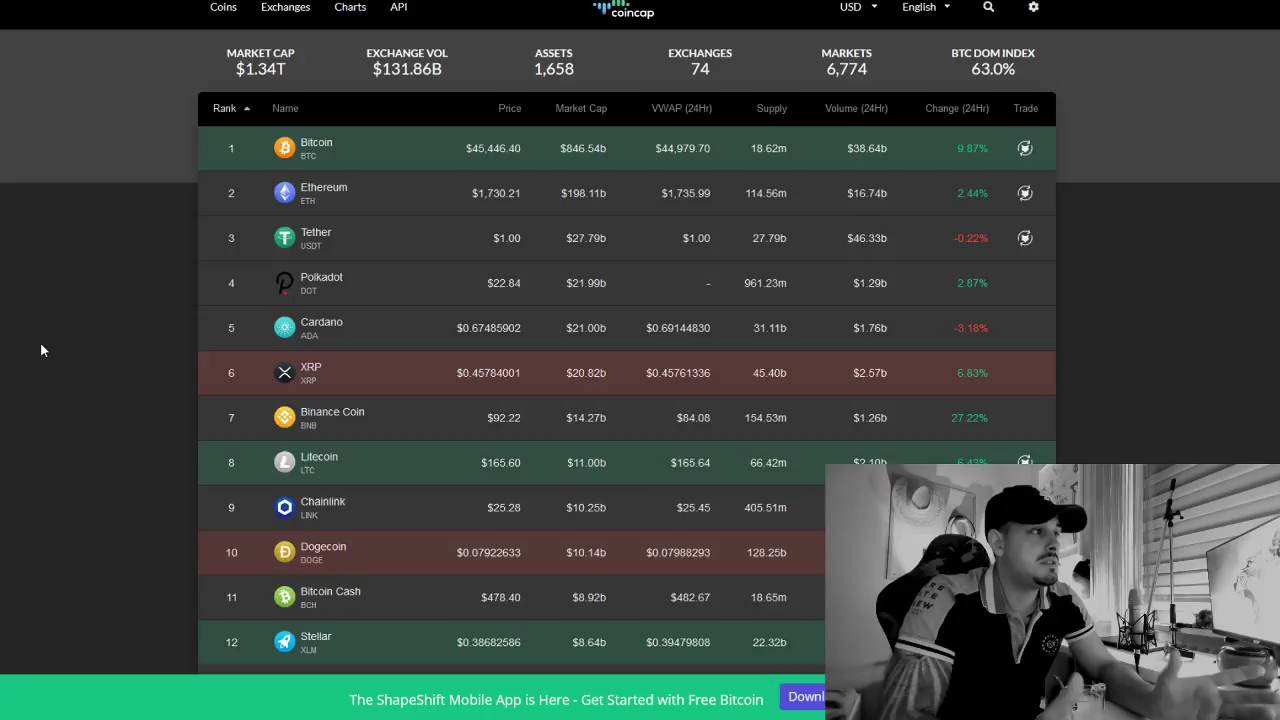 Coins Exchanges Charts API coincap USD English
MARKET CAP EXCHANGE VOL ASSETS EXCHANGES MARKETS BTC DOM INDEX
$1.34T $131.86B 1,658 74 6,774 63.0%
Rank Name Price Market Cap VWAP (24Hr) Supply Volume (24Hr) Change (24Hr) Trade
1 Bitcoin $45,446.40 $846.54b $44,979.70 18.62m $38.64b 9.87%
BTC
2 Ethereum $1,730.21 $198.11b $1,735.99 114.56m $16.74b 2.44%
ETH
3 Tether $1.00 $27.79b $1.00 27.79b $46.33b -0.22%
USDT
4 Polkadot $22.84 $21.99b - 961.23m $1.29b 2.87%
DOT
5 Cardano $0.67485902 $21.00b $0.69144830 31.11b $1.76b -3.18%
ADA
6 XRP $0.45784001 $20.82b $0.45761336 45.40b $2.57b 6.83%
XRP
7 Binance Coin $92.22 $14.27b $84.08 154.53m $1.26b 27.22%
BNB
8 Litecoin $165.60 $11.00b $165.64 66.42m $2.10b 6.43%
LTC
9 Chainlink $25.28 $10.25b $25.45 405.51m
LINK
10 Dogecoin $0.07922633 $10.14b $0.07988293 128.25b
DOGE
11 Bitcoin Cash $478.40 $8.92b $482.67 18.65m
BCH
12 Stellar $0.38682586 $8.64b $0.39479808 22.32b
XLM
The ShapeShift Mobile App is Here - Get Started with Free Bitcoin Downl